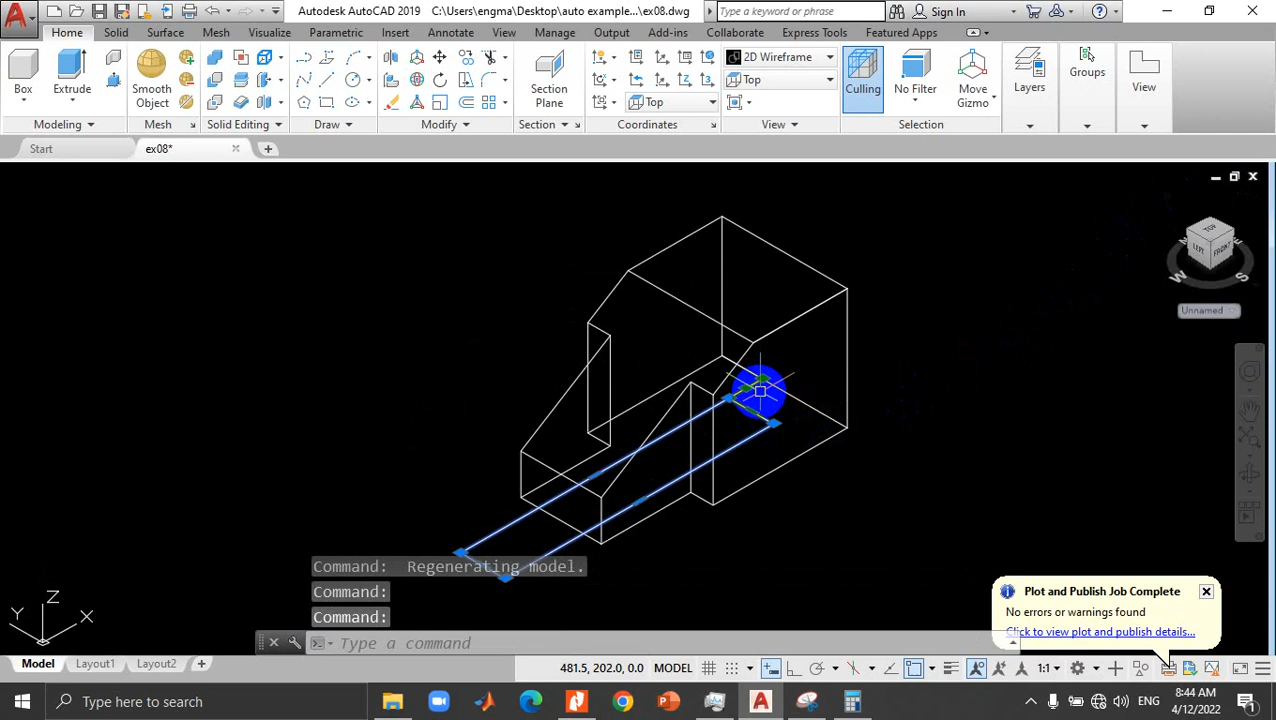 Autodesk AutoCAD 2019 C:\Users\engma\Desktop\auto example...\ex08.dwg Type a keyword or phrase Sign In
Home Solid Surface Mesh Visualize Parametric Insert Annotate View Manage Output Add-ins Collaborate Express Tools Featured Apps
2D Wireframe
Top
Top
Box Extrude Smooth Object Section Plane Culling No Filter Move Gizmo Groups Layers View
Modeling Mesh Solid Editing Draw Modify Section Coordinates View Selection
Start ex08*
TOP
LEFT FRONT
W S
Unnamed
Command: Regenerating model.
Command:
Command:
Type a command
Plot and Publish Job Complete
No errors or warnings found
Click to view plot and publish details...
Z
Y X
Model Layout1 Layout2 481.5, 202.0, 0.0 MODEL 1:1
Type here to search ENG 8:44 AM
4/12/2022